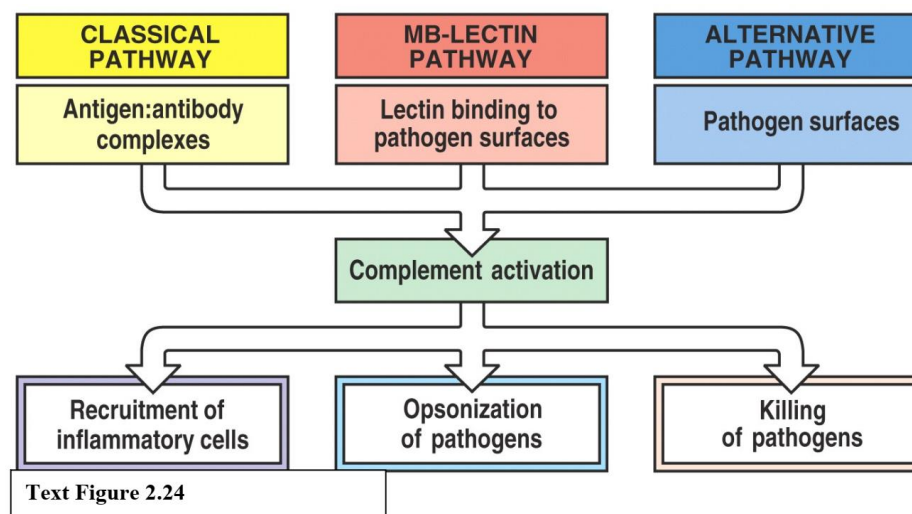 CLASSICAL
PATHWAY
MB-LECTIN
PATHWAY
ALTERNATIVE
PATHWAY
Antigen:antibody
complexes
Lectin binding to
pathogen surfaces
Pathogen surfaces
Complement activation
Recruitment of
inflammatory cells
Opsonization
of pathogens
Killing
of pathogens
Text Figure 2.24